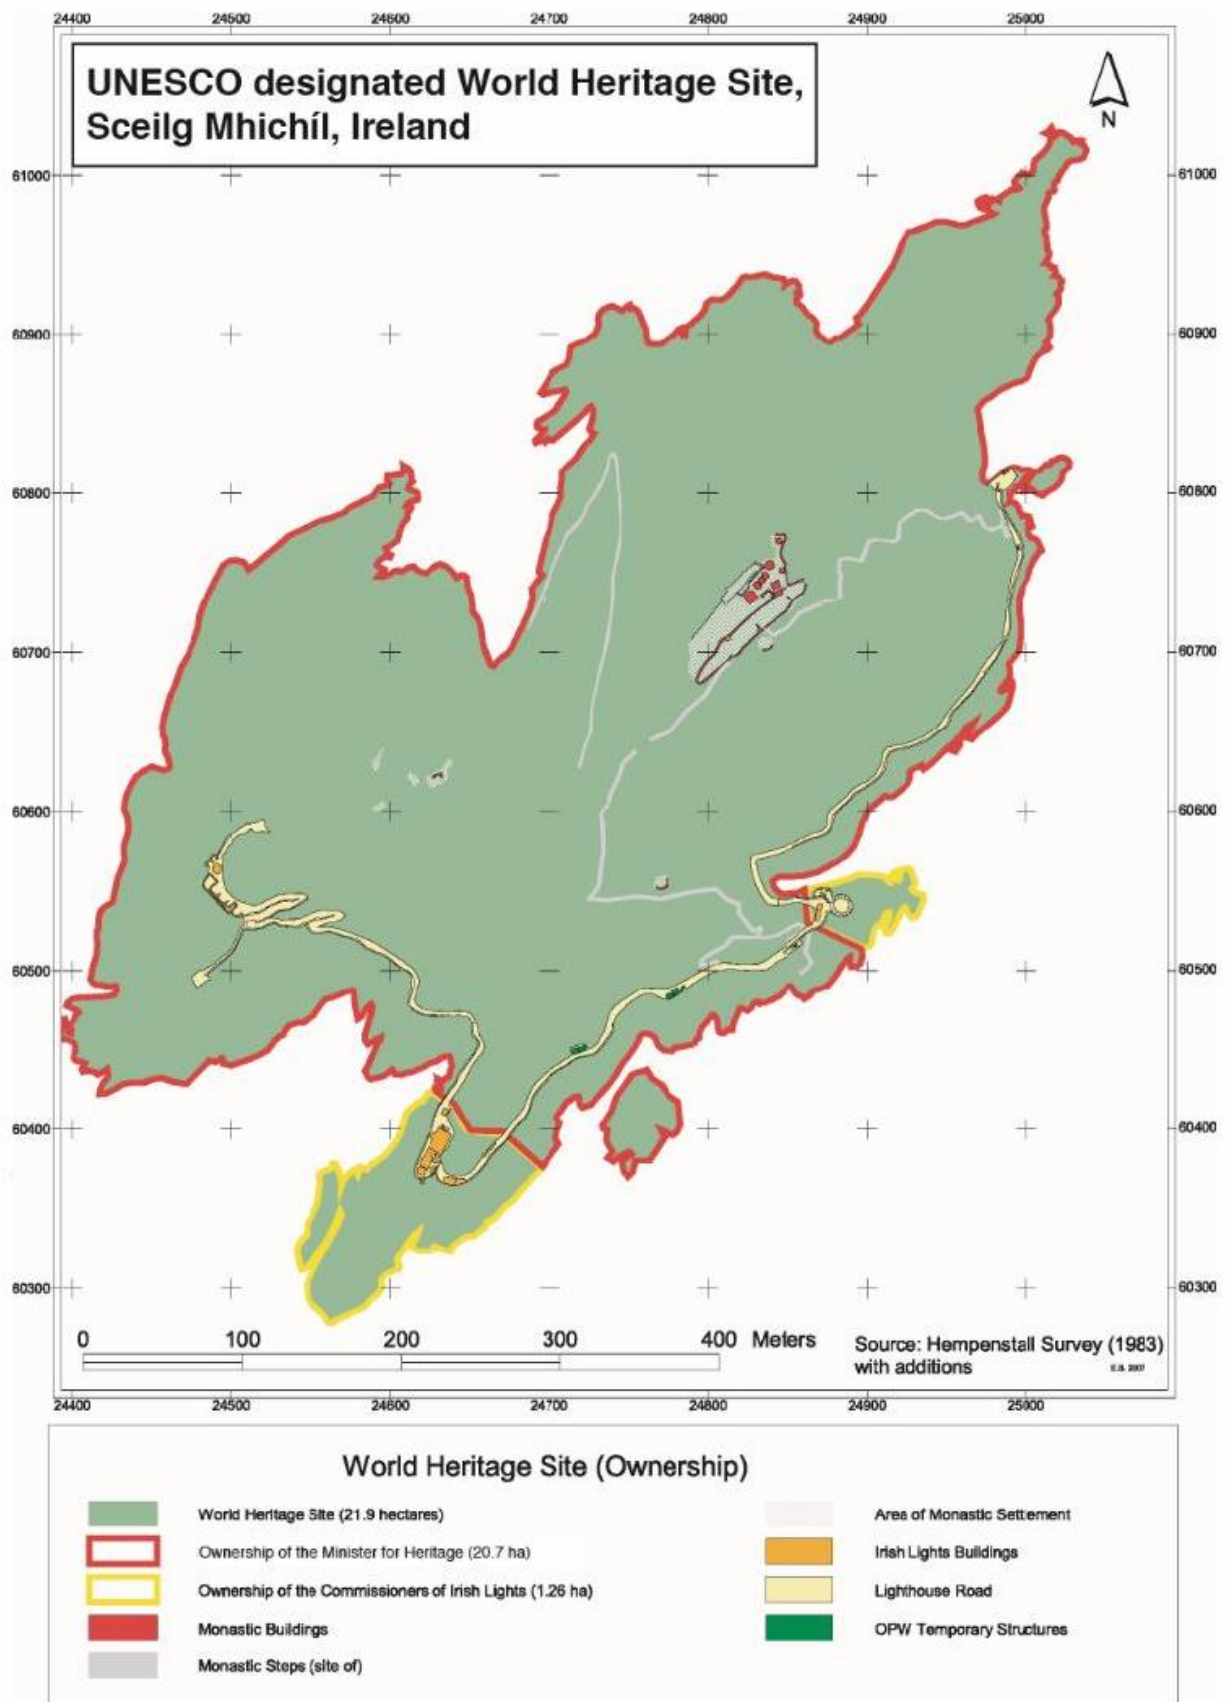 24400 24500 24600 24700 24800 24900 25000
UNESCO designated World Heritage Site,
Sceilg Mhichíl, Ireland
N
61000 61000
60900 60900
60800 60800
60700 60700
60600 60600
60500 60500
60400 60400
60300 60300
0 100 200 300 400 Meters
Source: Hempenstall Survey (1983)
with additions
E.B. 2007
24400 24500 24600 24700 24800 24900 25000
World Heritage Site (Ownership)
World Heritage Site (21.9 hectares)
Ownership of the Minister for Heritage (20.7 ha)
Ownership of the Commissioners of Irish Lights (1.26 ha)
Monastic Buildings
Monastic Steps (site of)
Area of Monastic Settlement
Irish Lights Buildings
Lighthouse Road
OPW Temporary Structures